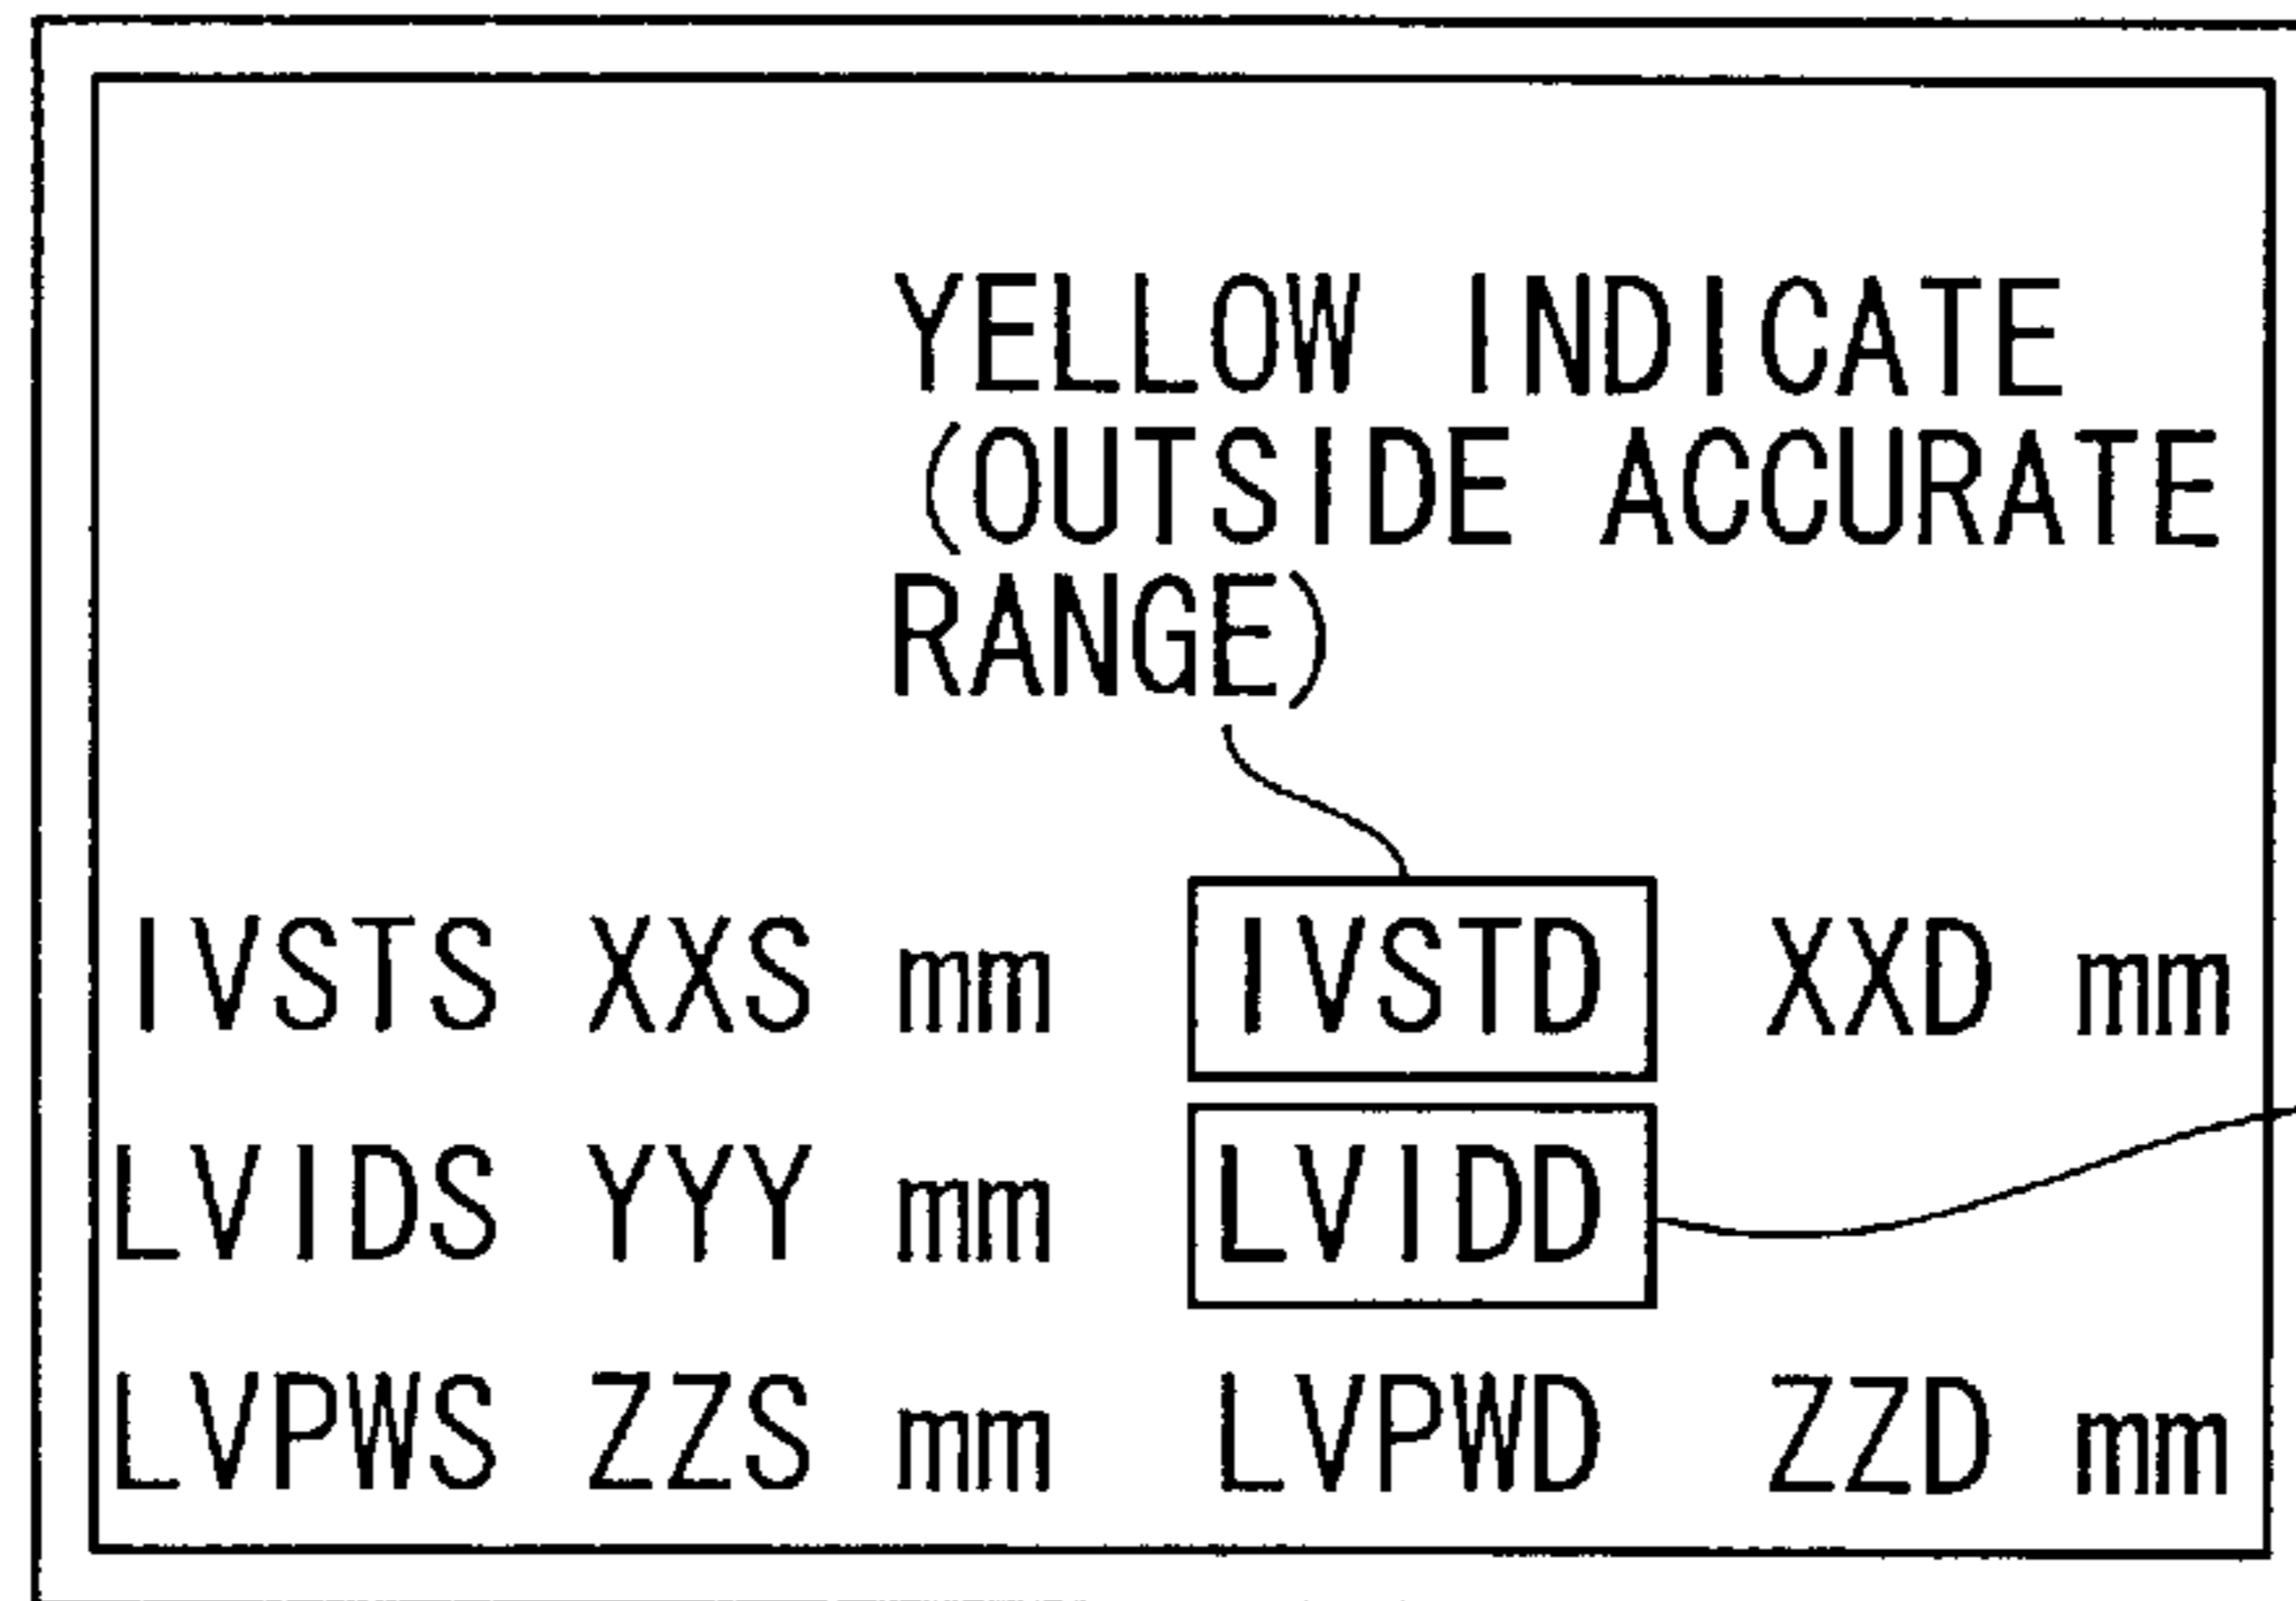 YELLOW INDICATE
(OUTSIDE ACCURATE
RANGE)
IVSTS XXS mm IVSTD XXD mm
LVIDS YYY mm LVIDD
LVPWS ZZS mm LVPWD ZZD mm